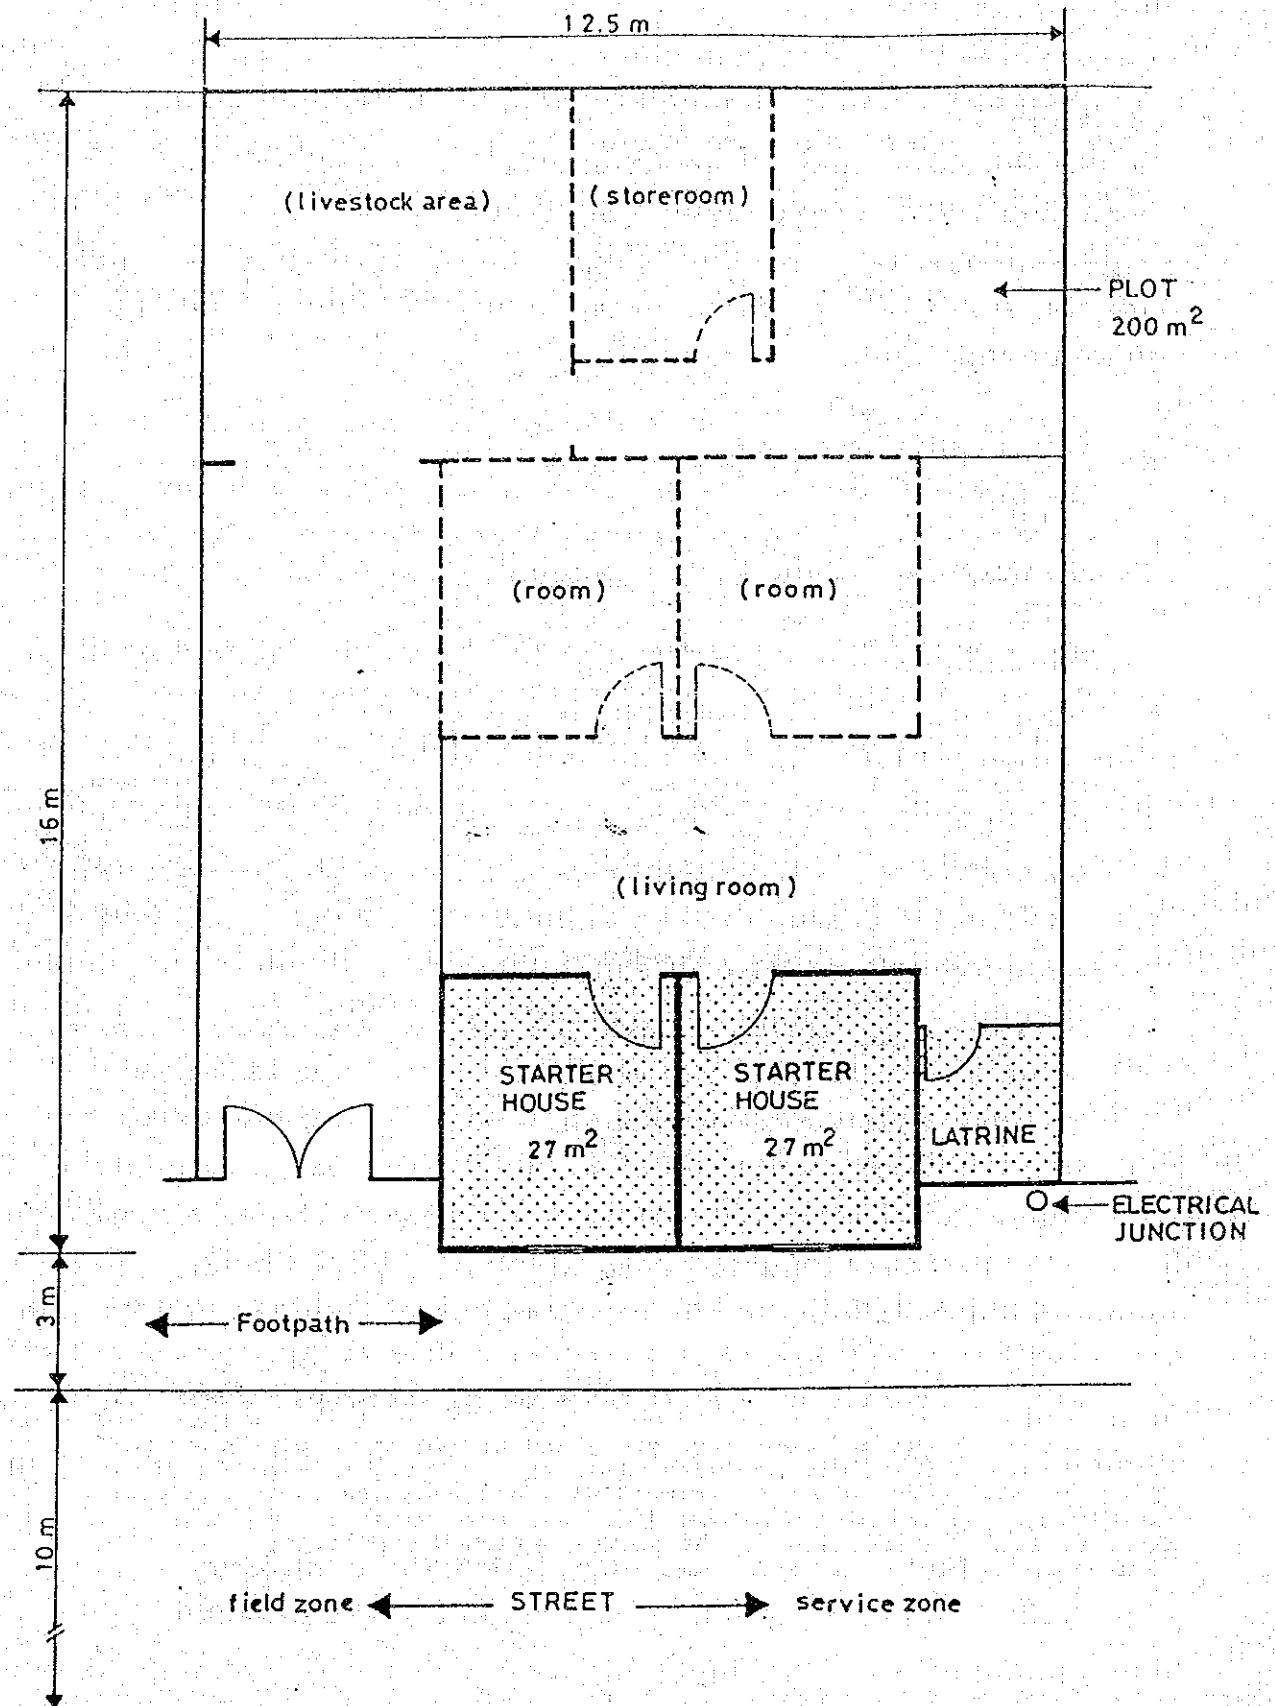 12.5 m
(livestock area)
(storeroom)
PLOT
200 m²
(room)
(room)
16 m
(living room)
STARTER
HOUSE
27 m²
STARTER
HOUSE
27 m²
LATRINE
ELECTRICAL
JUNCTION
3 m
Footpath
10 m
field zone
STREET
service zone